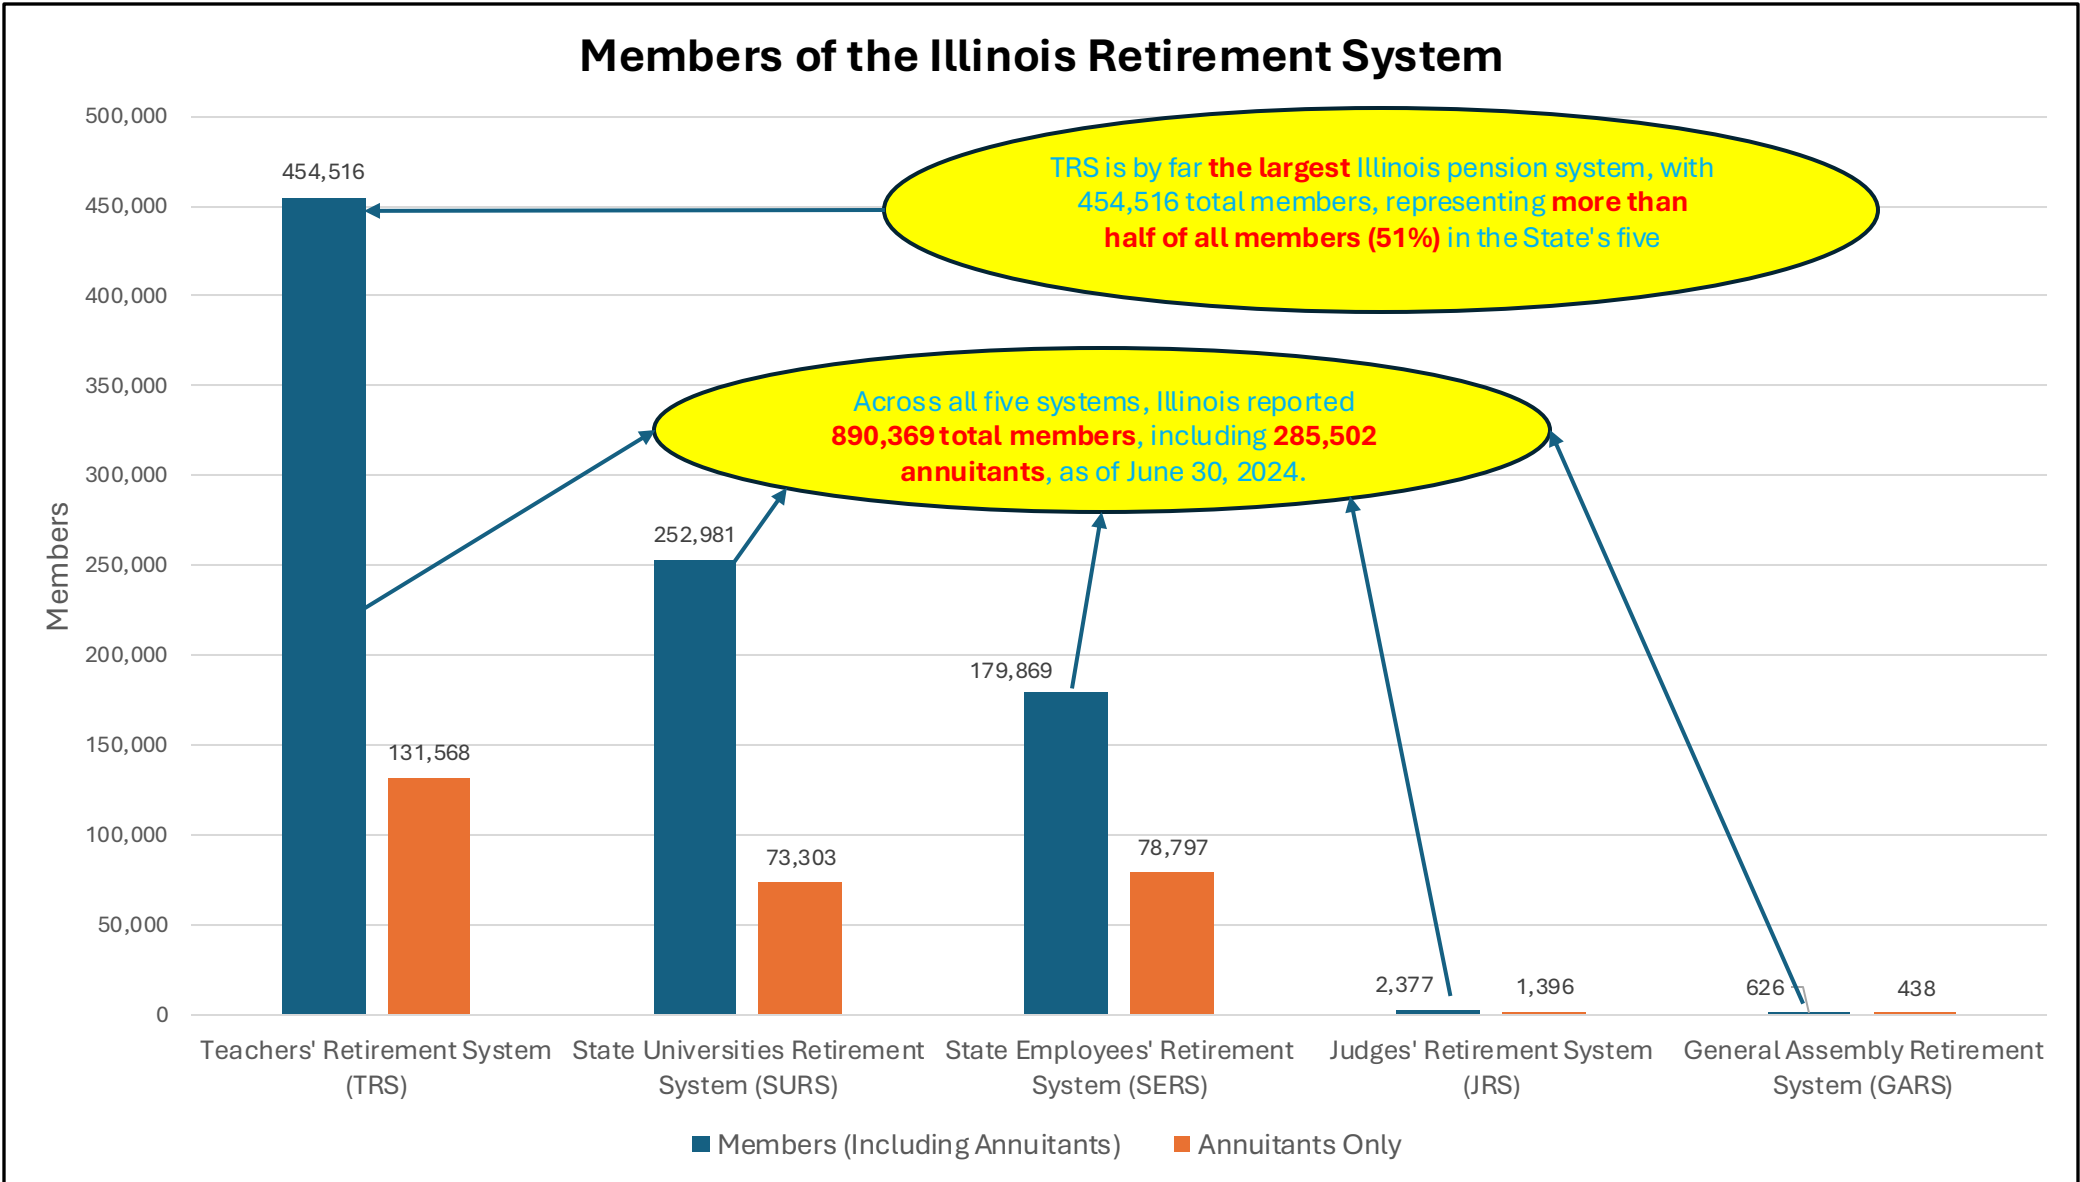 Members of the Illinois Retirement System
500,000
450,000
400,000
350,000
300,000
250,000
200,000
150,000
100,000
50,000
0
Members
454,516
131,568
252,981
73,303
179,869
78,797
2,377
1,396
626
438
TRS is by far the largest Illinois pension system, with
454,516 total members, representing more than
half of all members (51%) in the State's five
Across all five systems, Illinois reported
890,369 total members, including 285,502
annuitants, as of June 30, 2024.
Teachers' Retirement System
(TRS)
State Universities Retirement
System (SURS)
State Employees' Retirement
System (SERS)
Judges' Retirement System
(JRS)
General Assembly Retirement
System (GARS)
Members (Including Annuitants)
Annuitants Only